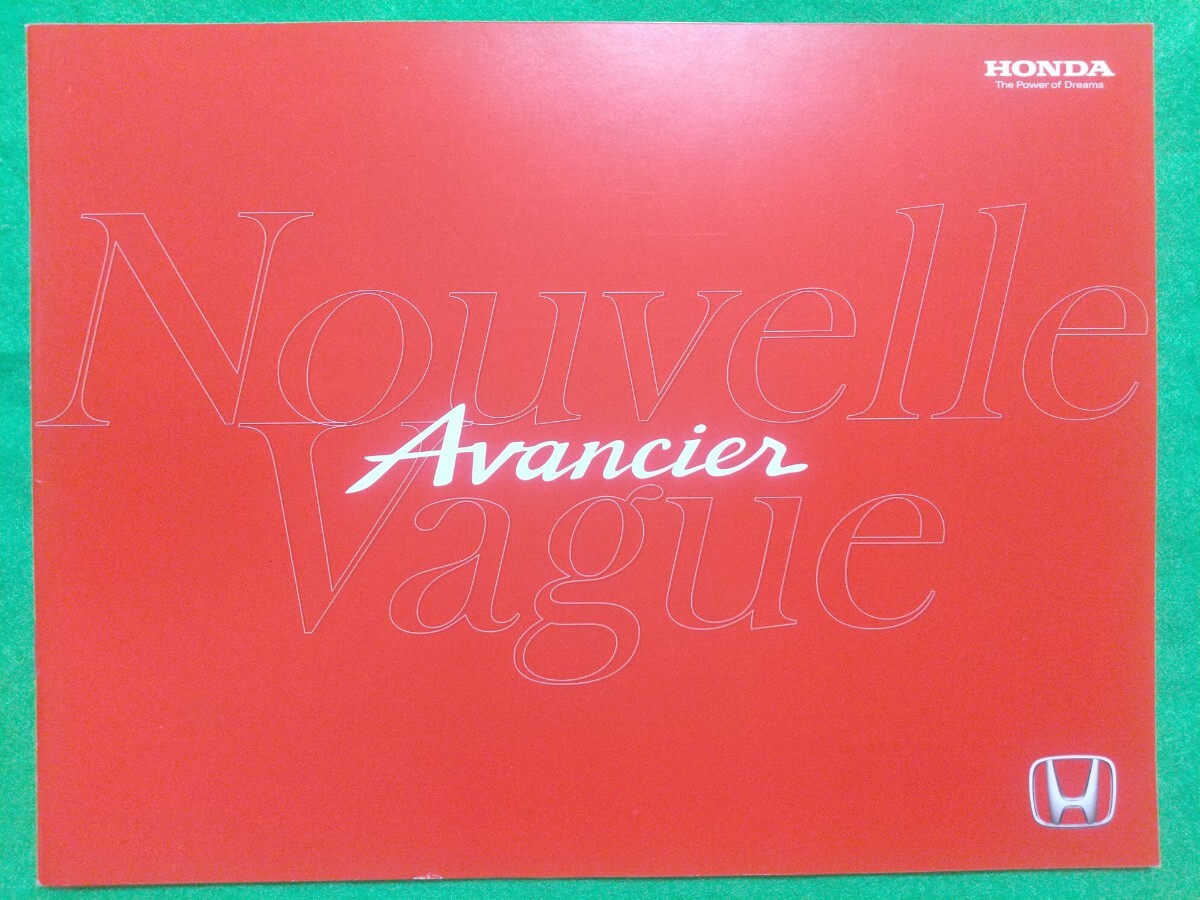 HONDA
The Power of Dreams
Nouvelle
Avancier
Vague